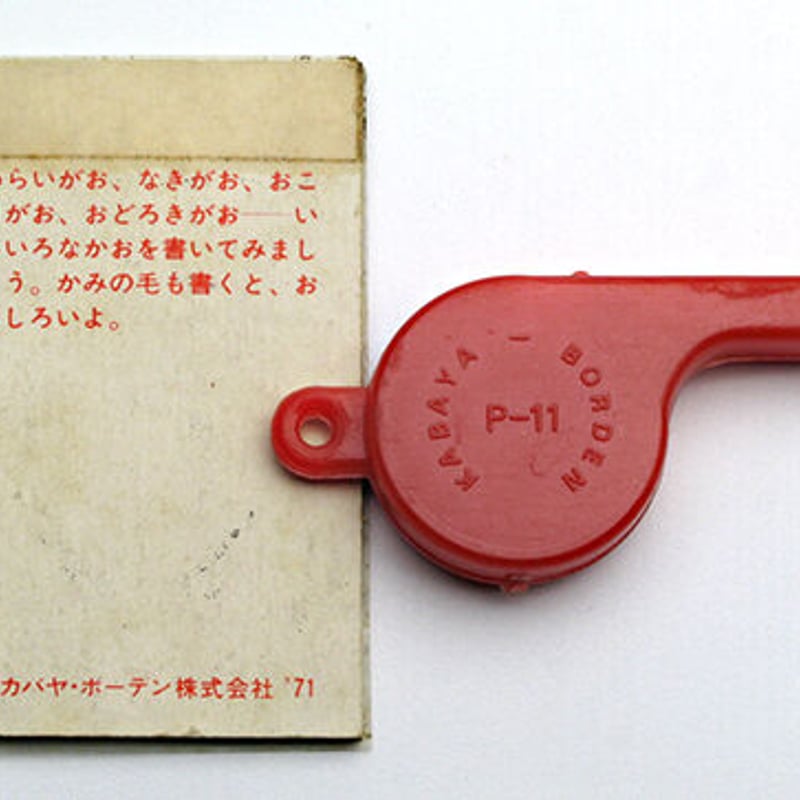 らいがお、なきがお、おこ
がお、おどろきがお──い
いろなかおを書いてみまし
う。かみの毛も書くと、お
しろいよ。
カバヤ・ボーデン株式会社 '71
KABAYA - BORDEN
P-11